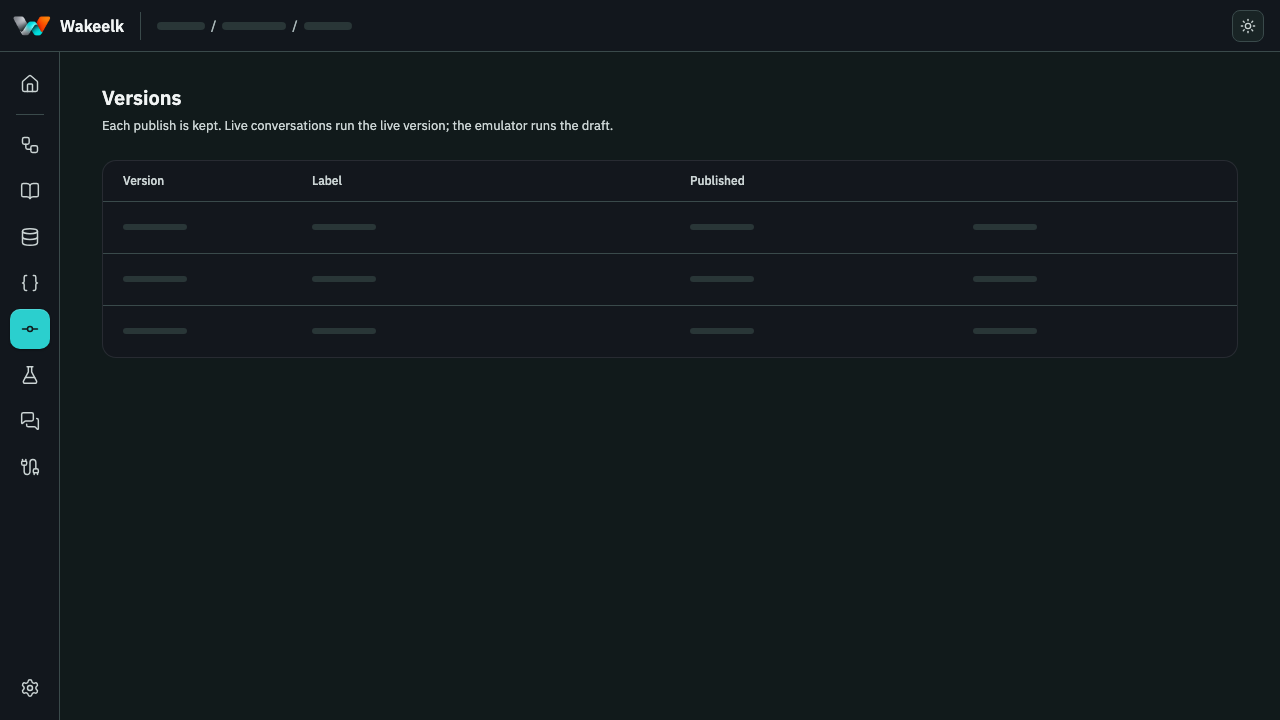 Wakeelk / /
Versions
Each publish is kept. Live conversations run the live version; the emulator runs the draft.
Version Label Published